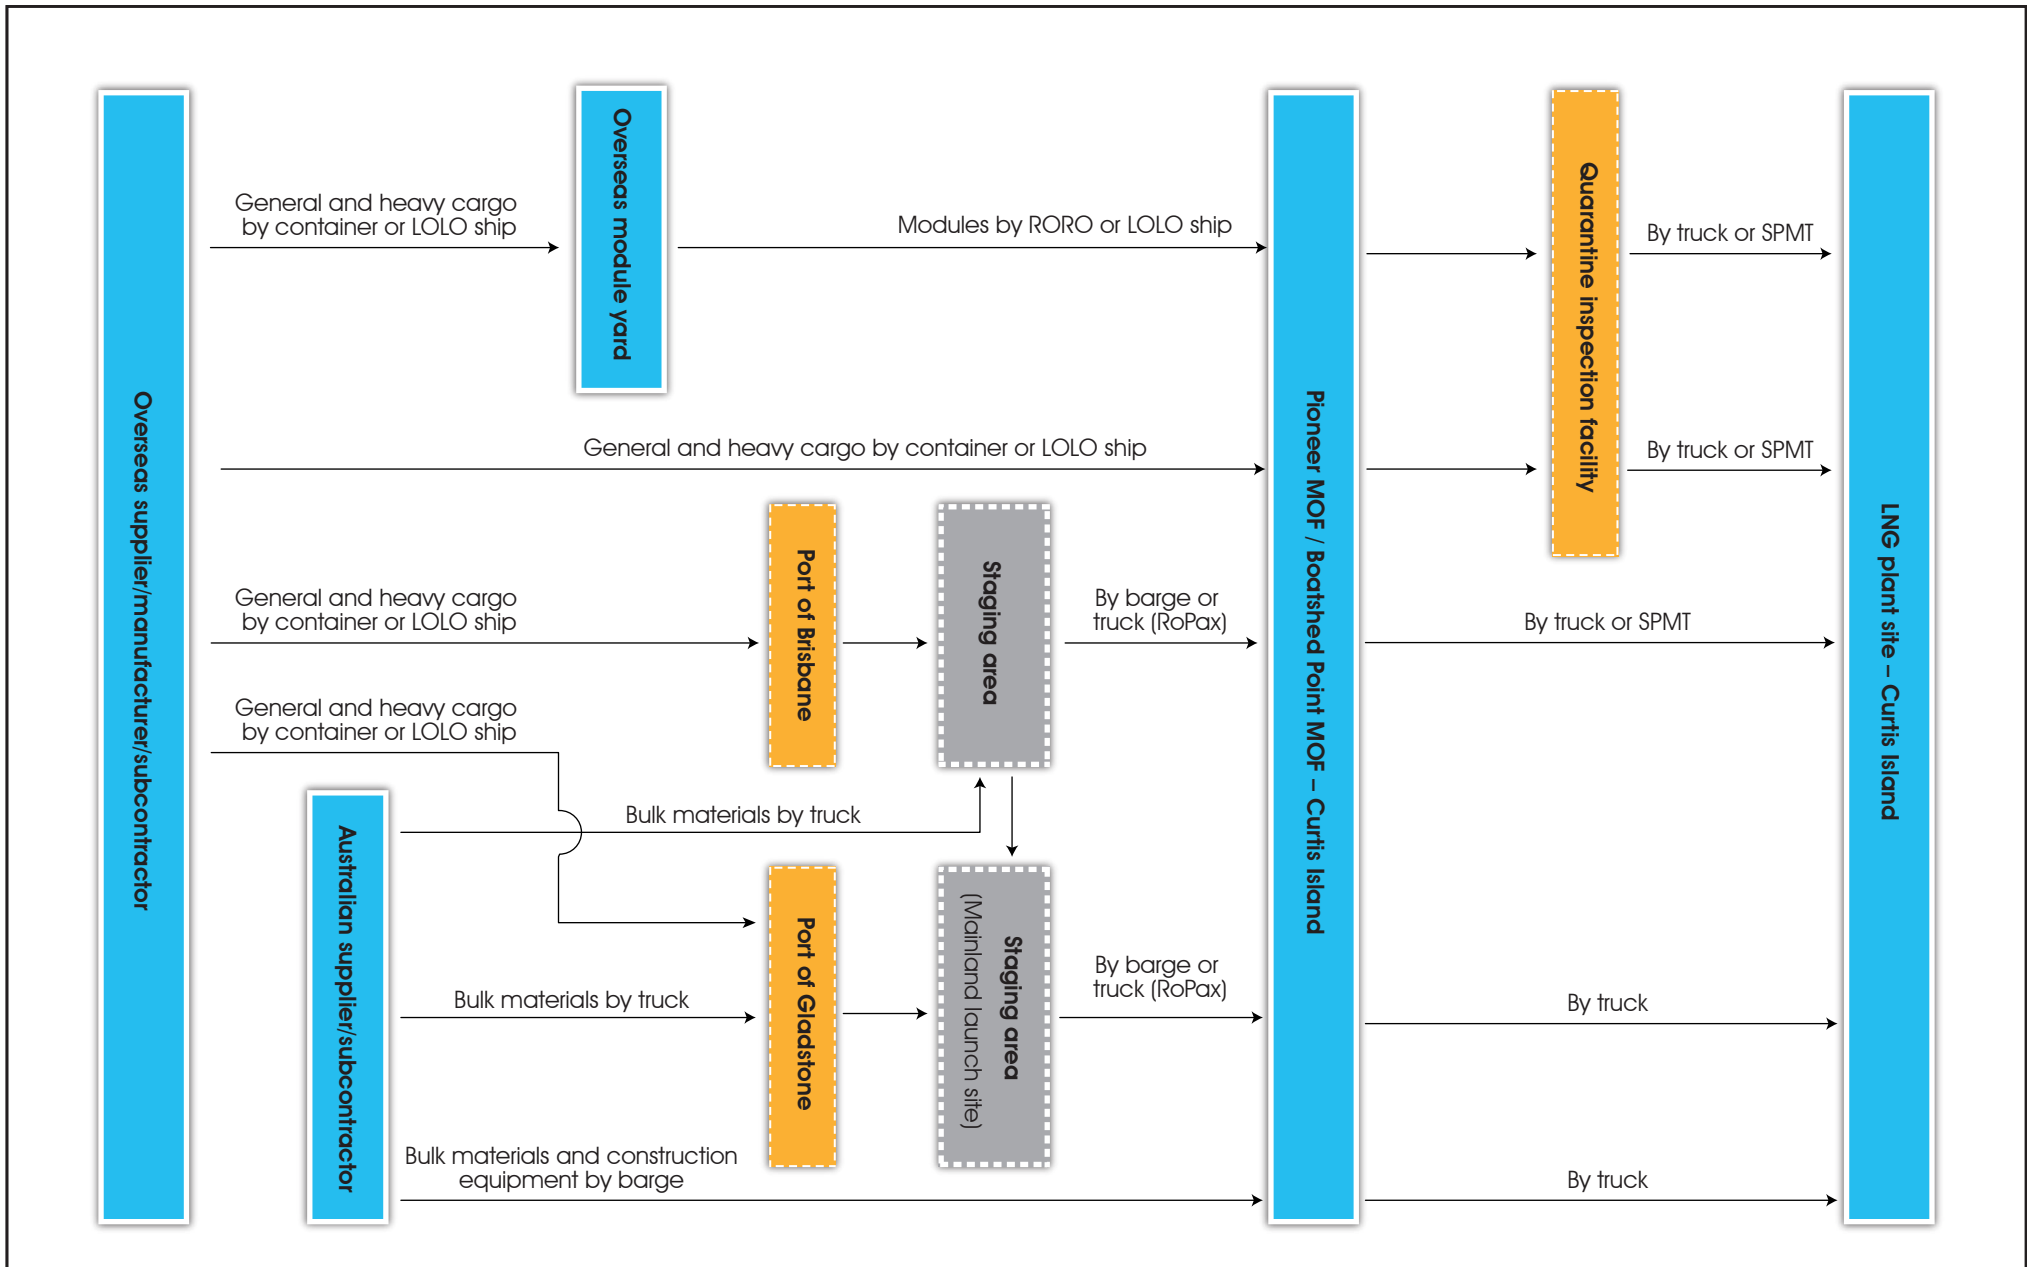 Overseas supplier/manufacturer/subcontractor
General and heavy cargo
by container or LOLO ship
Overseas module yard
Modules by RORO or LOLO ship
General and heavy cargo by container or LOLO ship
General and heavy cargo
by container or LOLO ship
Port of Brisbane
Staging area
By barge or
truck (RoPax)
General and heavy cargo
by container or LOLO ship
Australian supplier/subcontractor
Bulk materials by truck
Bulk materials by truck
Port of Gladstone
Staging area
(Mainland launch site)
By barge or
truck (RoPax)
Bulk materials and construction
equipment by barge
Pioneer MOF / Boatshed Point MOF – Curtis Island
Quarantine inspection facility
By truck or SPMT
By truck or SPMT
By truck or SPMT
By truck
By truck
LNG plant site – Curtis Island